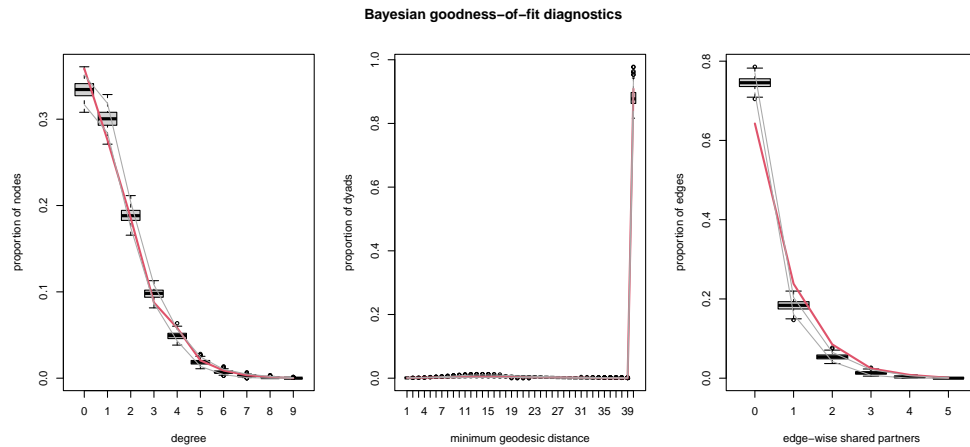 Bayesian goodness−of−fit diagnostics
proportion of nodes
0.0
0.1
0.2
0.3
0 1 2 3 4 5 6 7 8 9
degree
proportion of dyads
0.0
0.2
0.4
0.6
0.8
1.0
1 4 7 11 15 19 23 27 31 35 39
minimum geodesic distance
proportion of edges
0.0
0.2
0.4
0.6
0.8
0 1 2 3 4 5
edge−wise shared partners